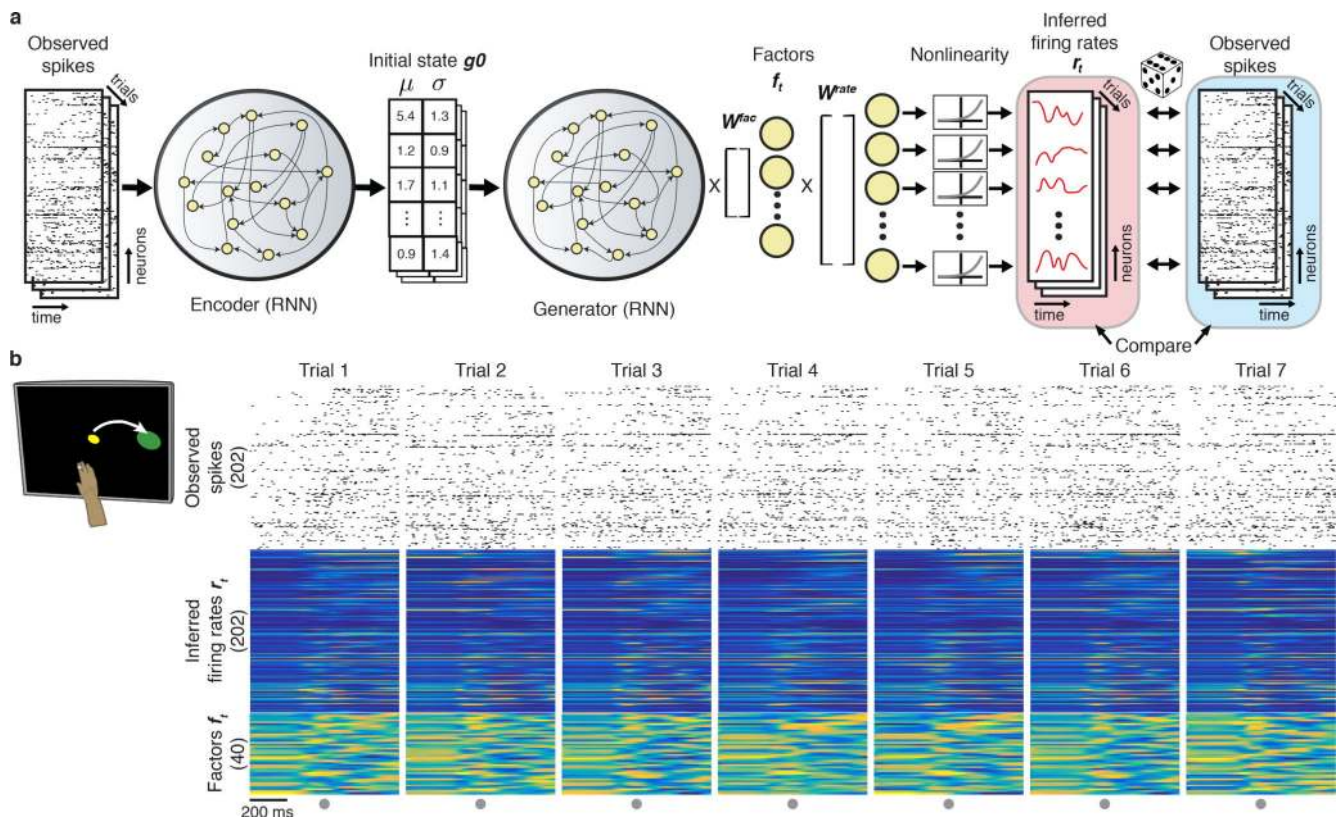 a
Observed
spikes
trials
neurons
time
Encoder (RNN)
Initial state g0
μ σ
5.4 1.3
1.2 0.9
1.7 1.1
⋮ ⋮
0.9 1.4
Generator (RNN)
W^fac
X
Factors
f_t
X
W^rate
Nonlinearity
Inferred
firing rates
r_t
trials
neurons
time
Observed
spikes
trials
neurons
time
Compare
b
Trial 1 Trial 2 Trial 3 Trial 4 Trial 5 Trial 6 Trial 7
Observed
spikes
(202)
Inferred
firing rates r_t
(202)
Factors f_t
(40)
200 ms